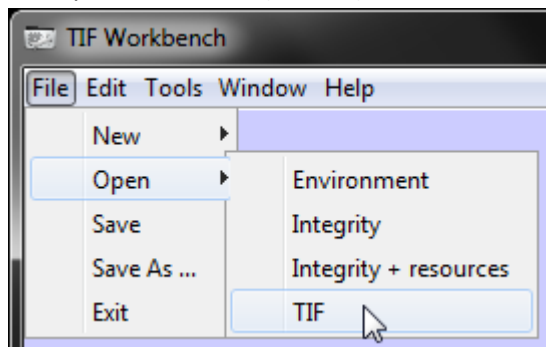 TIF Workbench
File Edit Tools Window Help
New
Open
Save
Save As ...
Exit
Environment
Integrity
Integrity + resources
TIF